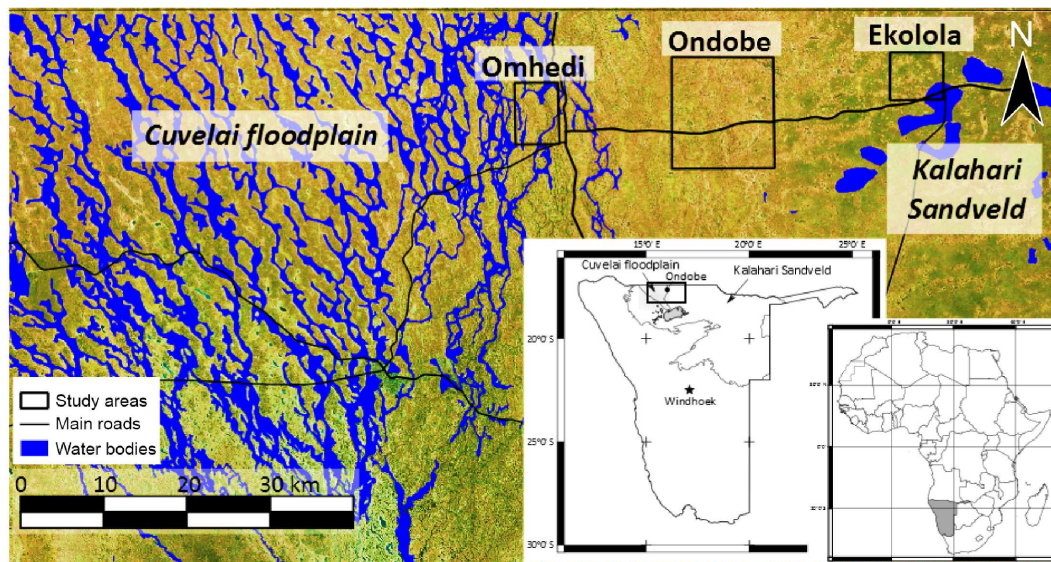 Omhedi
Ondobe
Ekolola
N
Cuvelai floodplain
Kalahari
Sandveld
Study areas
Main roads
Water bodies
0 10 20 30 km
15°0'E 20°0'E 25°0'E
Cuvelai floodplain
Ondobe
Kalahari Sandveld
20°0'S
Windhoek
25°0'S
30°0'S